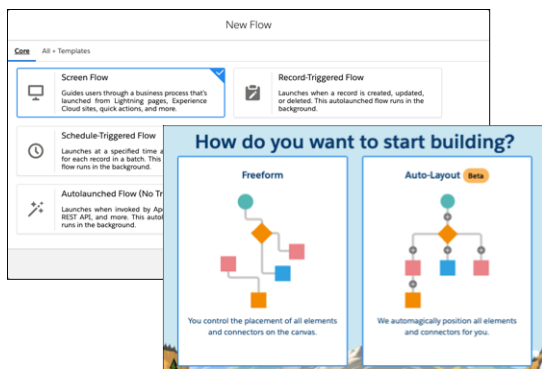 New Flow
Core All + Templates
Screen Flow
Guides users through a business process that's
launched from Lightning pages, Experience
Cloud sites, quick actions, and more.
Record-Triggered Flow
Launches when a record is created, updated,
or deleted. This autolaunched flow runs in the
background.
Schedule-Triggered Flow
Launches at a specified time a
for each record in a batch. This
flow runs in the background.
Autolaunched Flow (No Tr
Launches when invoked by Ap
REST API, and more. This auto
runs in the background.
How do you want to start building?
Freeform
You control the placement of all elements
and connectors on the canvas.
Auto-Layout Beta
We automagically position all elements
and connectors for you.